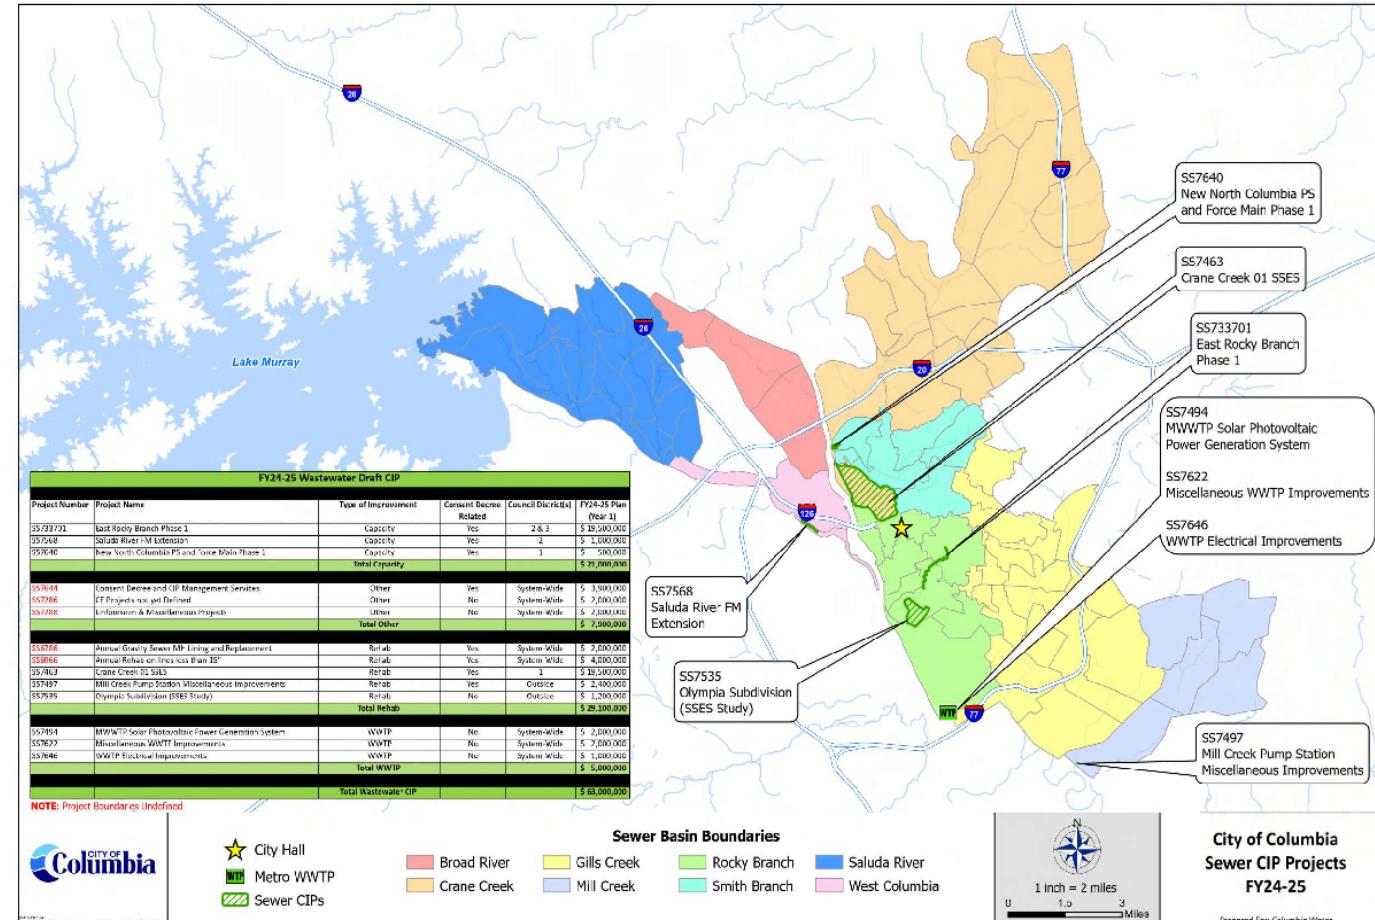 26
77
SS7640
New North Columbia PS
and Force Main Phase 1
SS7463
Crane Creek 01 SSES
26
SS733701
East Rocky Branch
Phase 1
Lake Murray
20
SS7494
MWWTP Solar Photovoltaic
Power Generation System
SS7622
Miscellaneous WWTP Improvements
SS7646
WWTP Electrical Improvements
126
SS7568
Saluda River FM
Extension
SS7535
Olympia Subdivision
(SSES Study)
WTP
77
SS7497
Mill Creek Pump Station
Miscellaneous Improvements
FY24-25 Wastewater Draft CIP
Project Number Project Name Type of Improvement Consent Decree Related Council District(s) FY24-25 Plan (Year 1)
SS733701 East Rocky Branch Phase 1 Capacity Yes 2 & 3 $ 19,500,000
SS7568 Saluda River FM Extension Capacity Yes 2 $ 1,000,000
SS7640 New North Columbia PS and Force Main Phase 1 Capacity Yes 1 $ 500,000
Total Capacity $ 21,000,000
SS7644 Consent Decree and CIP Management Services Other Yes System-Wide $ 3,900,000
SS7286 CE Projects not yet Defined Other No System-Wide $ 2,000,000
SS7288 Unforeseen & Miscellaneous Projects Other No System-Wide $ 2,000,000
Total Other $ 7,900,000
SS6786 Annual Gravity Sewer MH Lining and Replacement Rehab Yes System-Wide $ 2,000,000
SS6966 Annual Rehab on lines less than 15" Rehab Yes System-Wide $ 4,000,000
SS7463 Crane Creek 01 SSES Rehab Yes 1 $ 19,500,000
SS7497 Mill Creek Pump Station Miscellaneous Improvements Rehab Yes Outside $ 2,400,000
SS7535 Olympia Subdivision (SSES Study) Rehab No Outside $ 1,200,000
Total Rehab $ 29,100,000
SS7494 MWWTP Solar Photovoltaic Power Generation System WWTP No System-Wide $ 2,000,000
SS7622 Miscellaneous WWTP Improvements WWTP No System-Wide $ 2,000,000
SS7646 WWTP Electrical Improvements WWTP No System-Wide $ 1,000,000
Total WWTP $ 5,000,000
Total Wastewater CIP $ 63,000,000
NOTE: Project Boundaries Undefined
CITY OF
Columbia
City Hall
WTP Metro WWTP
Sewer CIPs
Sewer Basin Boundaries
Broad River Gills Creek Rocky Branch Saluda River
Crane Creek Mill Creek Smith Branch West Columbia
N
1 inch = 2 miles
0 1.5 3
Miles
City of Columbia
Sewer CIP Projects
FY24-25
Prepared For: Columbia Water